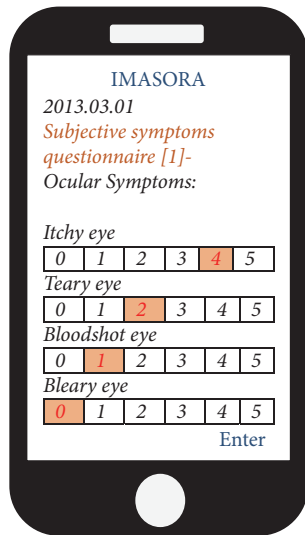 IMASORA
2013.03.01
Subjective symptoms
questionnaire [1]-
Ocular Symptoms:
Itchy eye
0 1 2 3 4 5
Teary eye
0 1 2 3 4 5
Bloodshot eye
0 1 2 3 4 5
Bleary eye
0 1 2 3 4 5
Enter